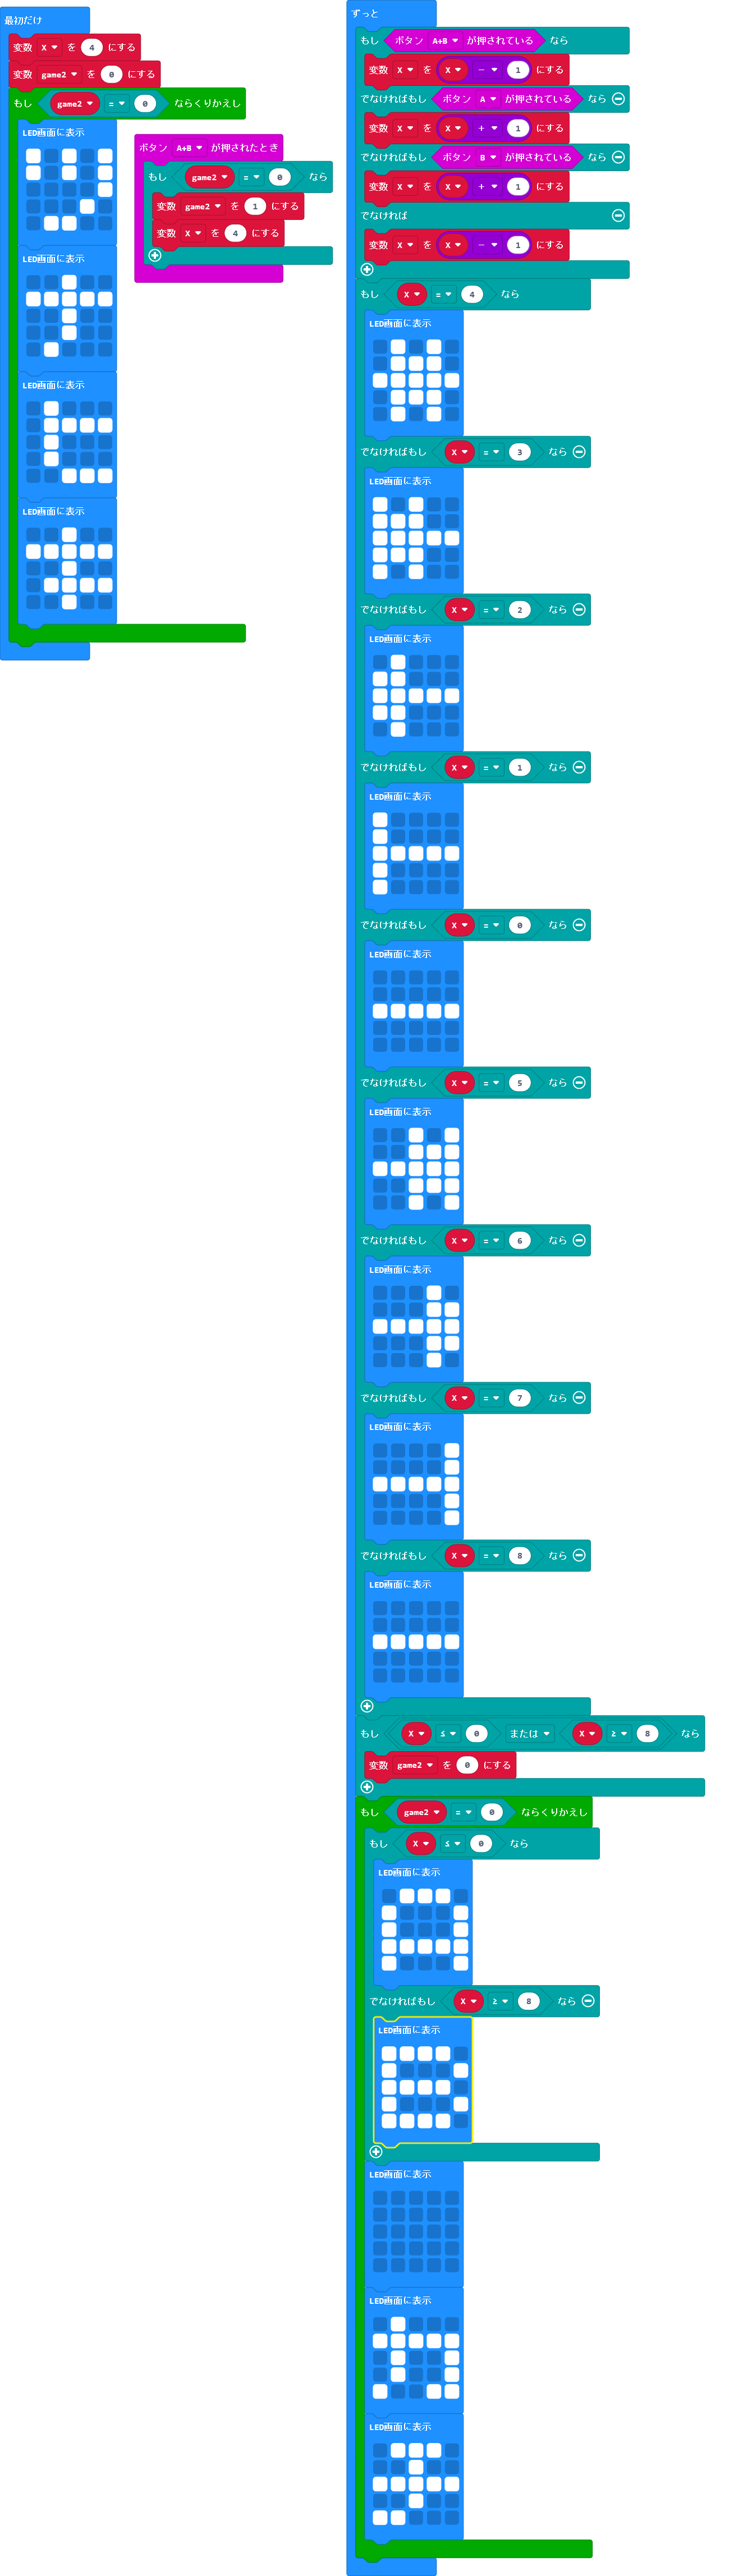 最初だけ
変数 X を 4 にする
変数 game2 を 0 にする
もし game2 = 0 ならくりかえし
LED画面に表示
LED画面に表示
LED画面に表示
LED画面に表示
ボタン A+B が押されたとき
もし game2 = 0 なら
変数 game2 を 1 にする
変数 X を 4 にする
ずっと
もし ボタン A+B が押されている なら
変数 X を X - 1 にする
でなければもし ボタン A が押されている なら
変数 X を X + 1 にする
でなければもし ボタン B が押されている なら
変数 X を X + 1 にする
でなければ
変数 X を X - 1 にする
もし X = 4 なら
LED画面に表示
でなければもし X = 3 なら
LED画面に表示
でなければもし X = 2 なら
LED画面に表示
でなければもし X = 1 なら
LED画面に表示
でなければもし X = 0 なら
LED画面に表示
でなければもし X = 5 なら
LED画面に表示
でなければもし X = 6 なら
LED画面に表示
でなければもし X = 7 なら
LED画面に表示
でなければもし X = 8 なら
LED画面に表示
もし X ≤ 0 または X ≥ 8 なら
変数 game2 を 0 にする
もし game2 = 0 ならくりかえし
もし X ≤ 0 なら
LED画面に表示
でなければもし X ≥ 8 なら
LED画面に表示
LED画面に表示
LED画面に表示
LED画面に表示